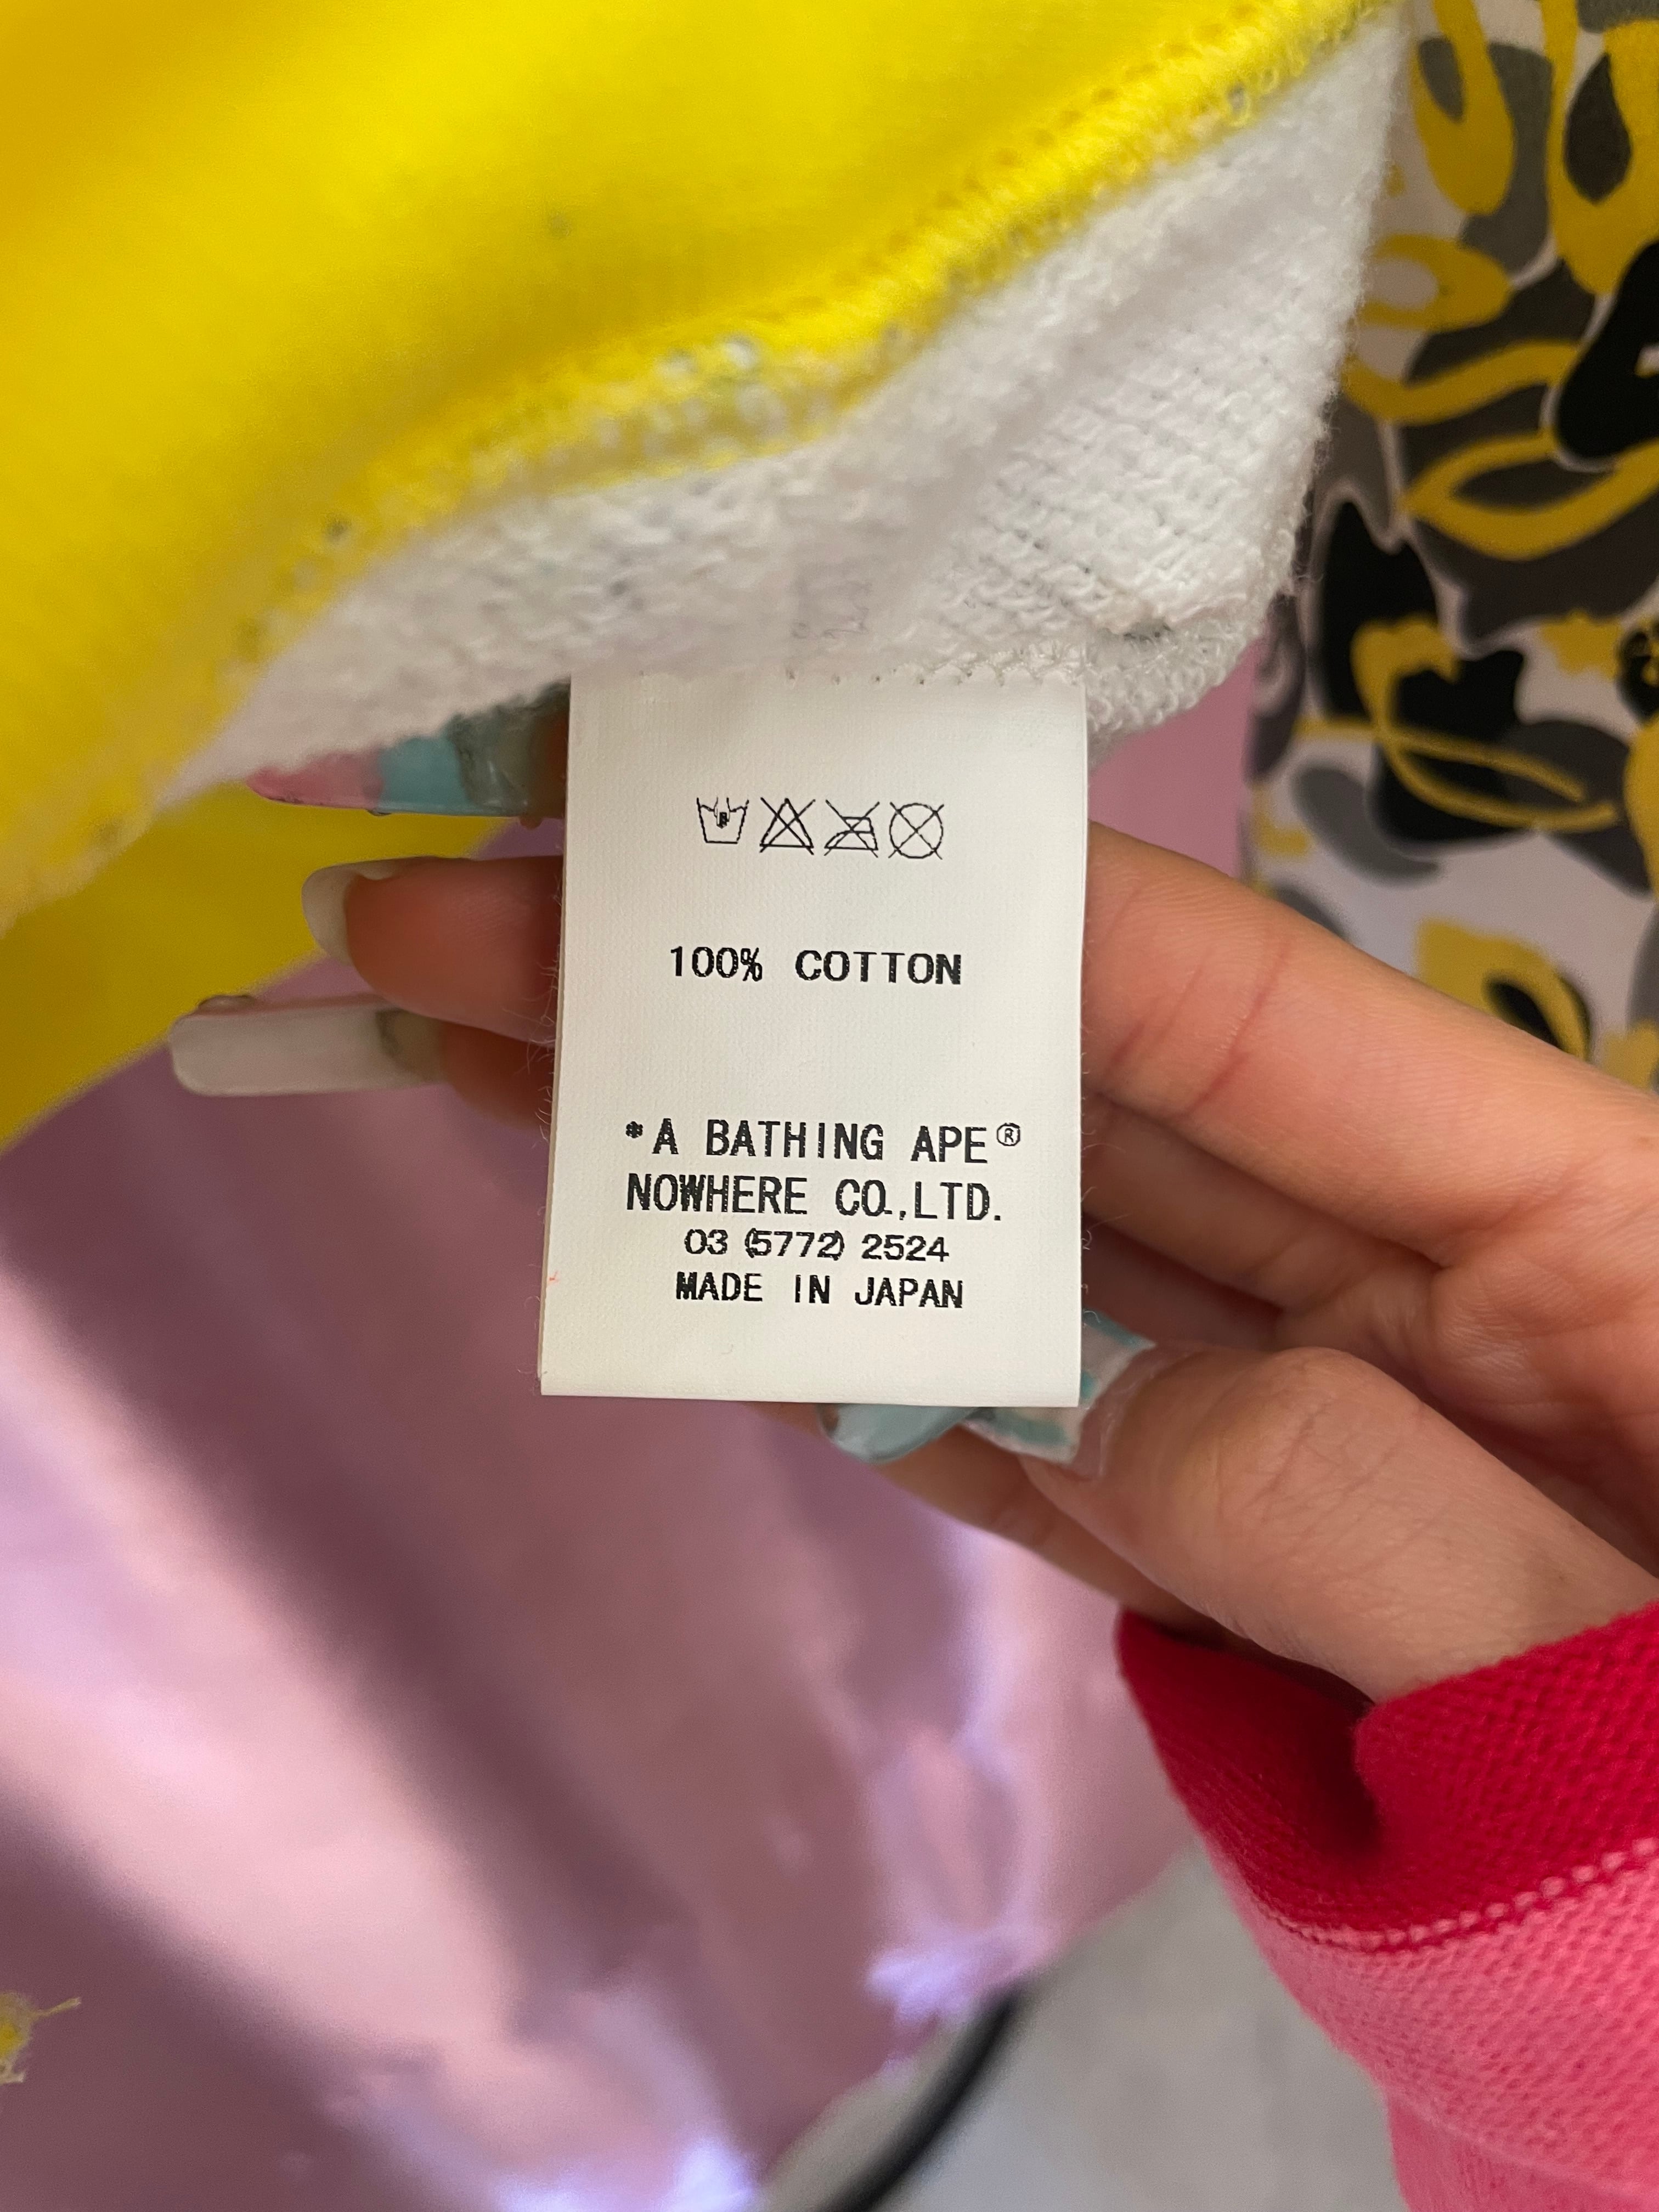 100% COTTON
*A BATHING APE®
NOWHERE CO.,LTD.
03 (5772) 2524
MADE IN JAPAN